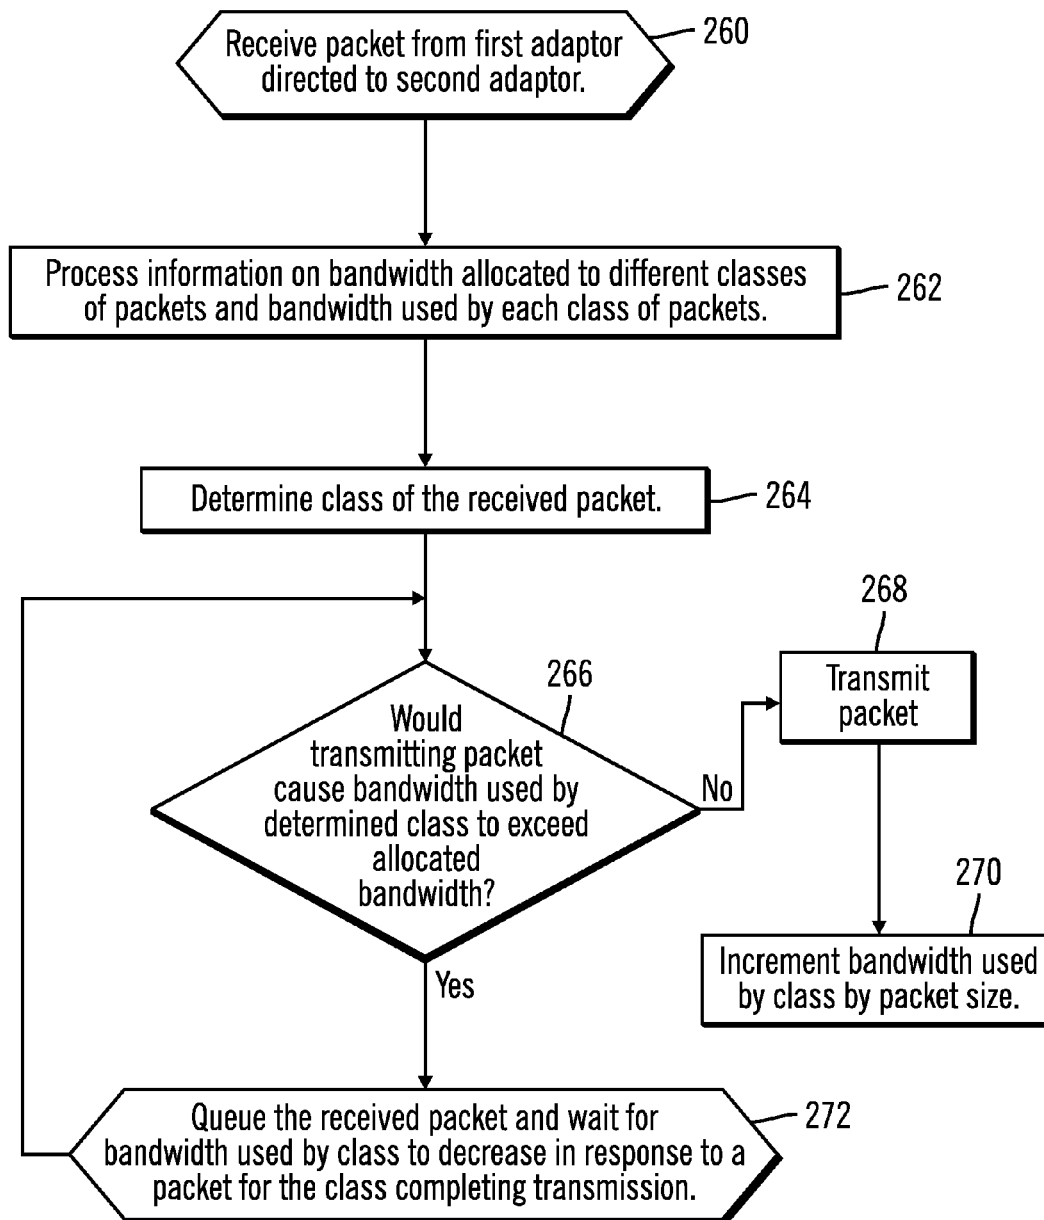 Receive packet from first adaptor
directed to second adaptor.
260
Process information on bandwidth allocated to different classes
of packets and bandwidth used by each class of packets.
262
Determine class of the received packet.
264
266
Would
transmitting packet
cause bandwidth used by
determined class to exceed
allocated
bandwidth?
No
268
Transmit
packet
270
Increment bandwidth used
by class by packet size.
Yes
Queue the received packet and wait for
bandwidth used by class to decrease in response to a
packet for the class completing transmission.
272